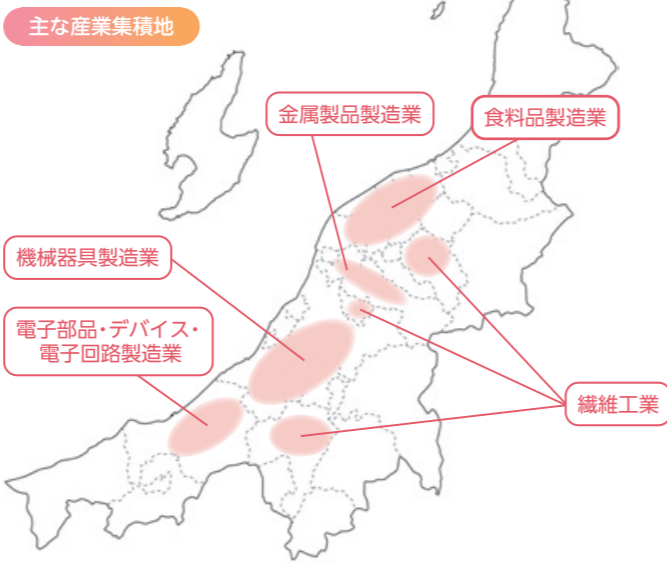 主な産業集積地
金属製品製造業
食料品製造業
機械器具製造業
電子部品・デバイス・
電子回路製造業
繊維工業